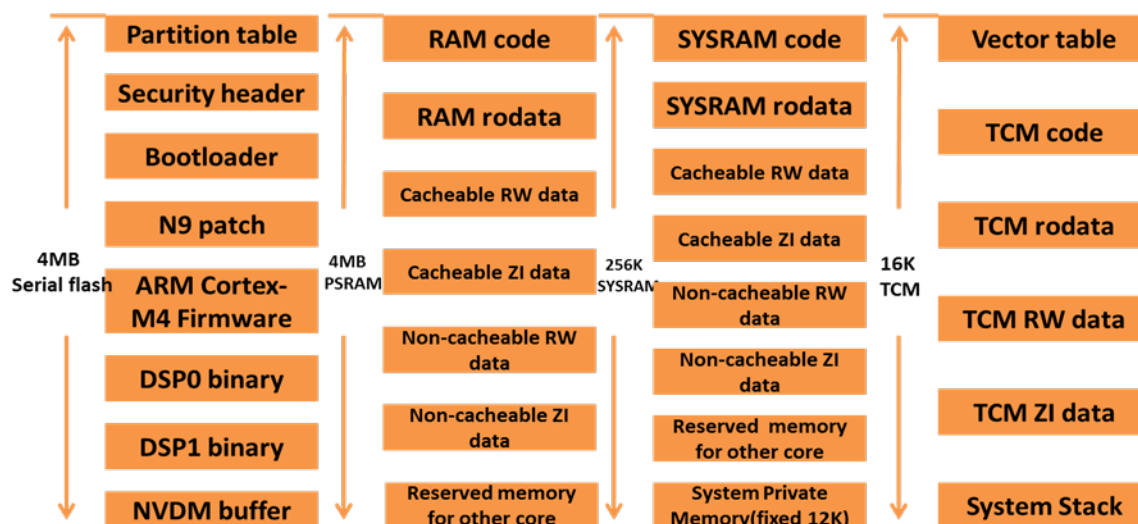 4MB
Serial flash
Partition table
Security header
Bootloader
N9 patch
ARM Cortex-
M4 Firmware
DSP0 binary
DSP1 binary
NVDM buffer
4MB
PSRAM
RAM code
RAM rodata
Cacheable RW data
Cacheable ZI data
Non-cacheable RW
data
Non-cacheable ZI
data
Reserved memory
for other core
256K
SYSRAM
SYSRAM code
SYSRAM rodata
Cacheable RW data
Cacheable ZI data
Non-cacheable RW
data
Non-cacheable ZI
data
Reserved memory
for other core
System Private
Memory(fixed 12K)
16K
TCM
Vector table
TCM code
TCM rodata
TCM RW data
TCM ZI data
System Stack